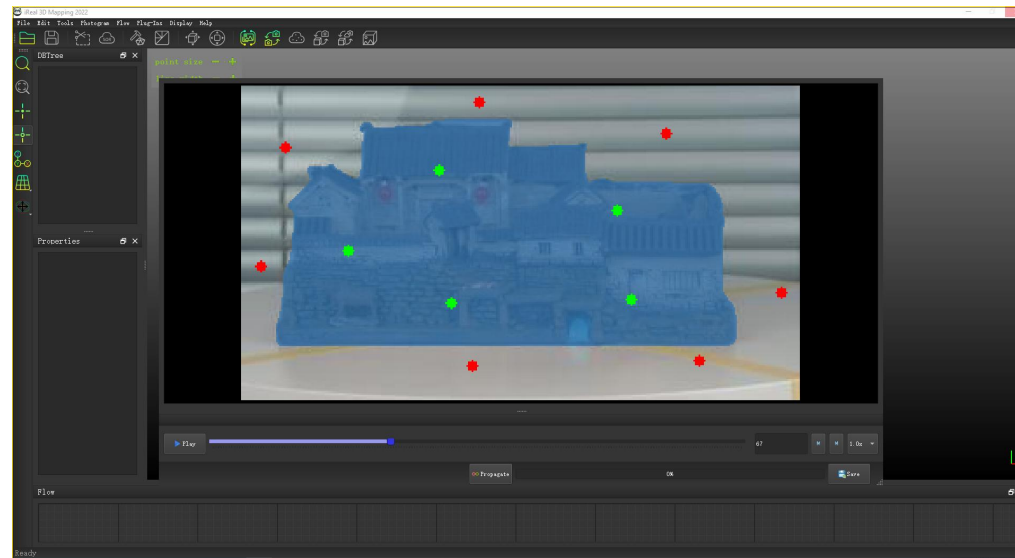 iReal 3D Mapping 2022
File Edit Tools Photogram Flow Plug-Ins Display Help
DBTree
point size - +
Properties
Play
67
1.0x
Propagate
0%
Save
Flow
Ready